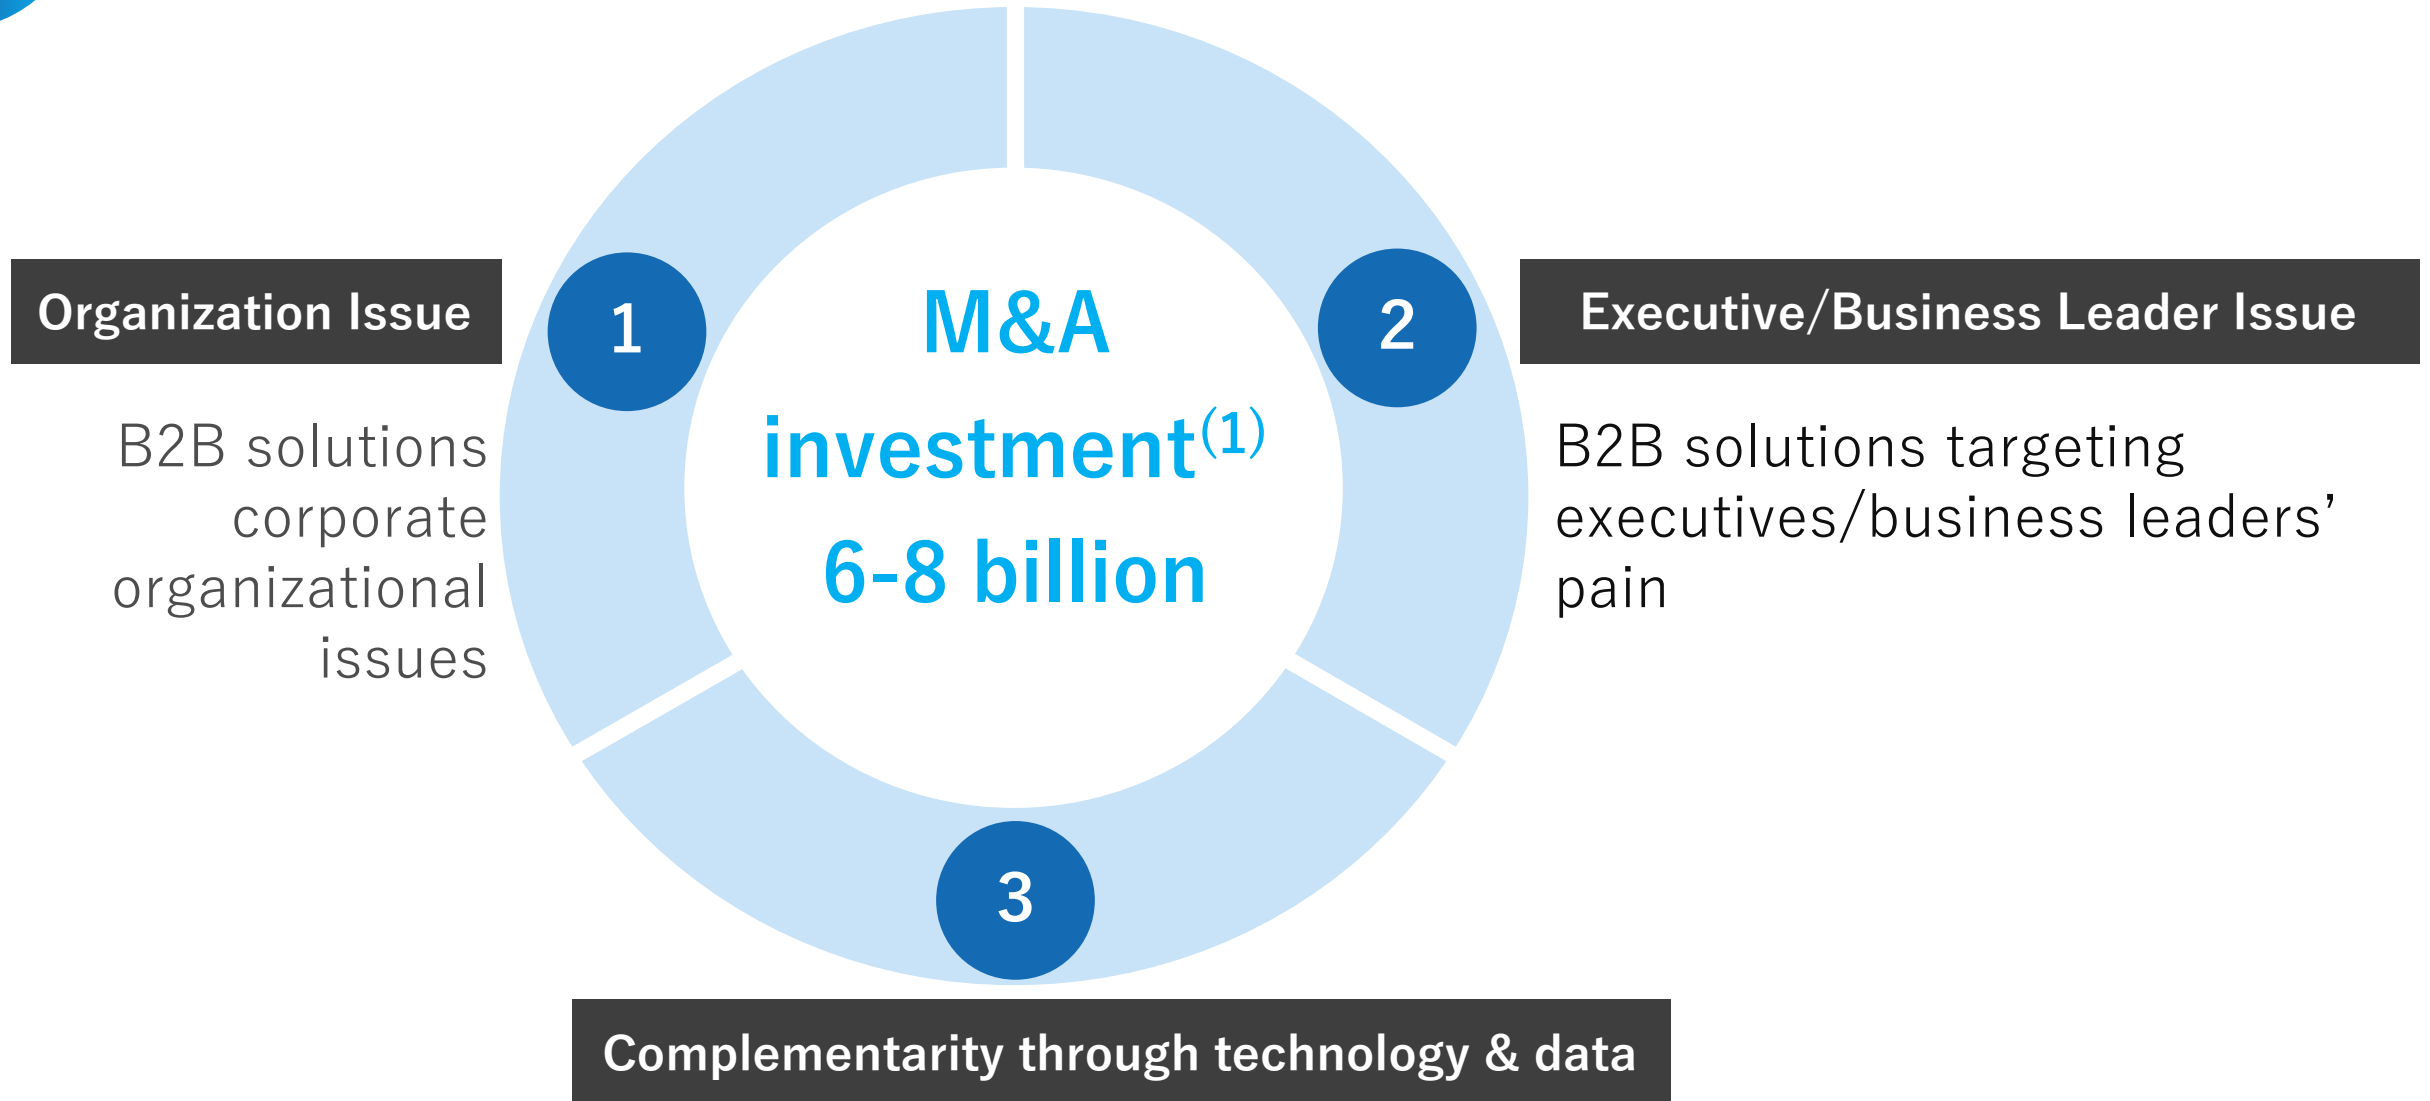 Organization Issue
B2B solutions
corporate
organizational
issues
1
M&A
investment(1)
6-8 billion
2
Executive/Business Leader Issue
B2B solutions targeting
executives/business leaders’
pain
3
Complementarity through technology & data